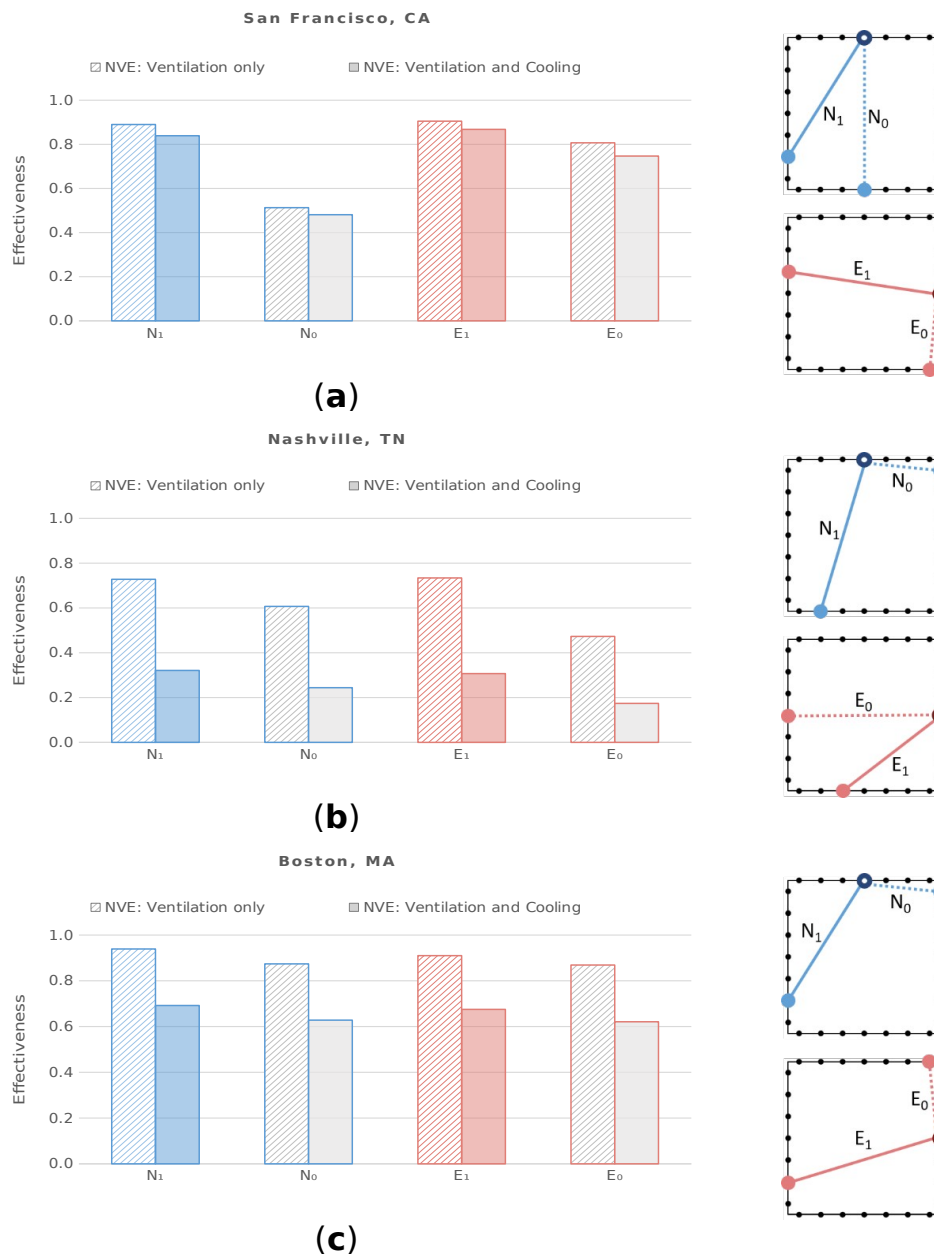 San Francisco, CA
NVE: Ventilation only NVE: Ventilation and Cooling
Effectiveness
1.0
0.8
0.6
0.4
0.2
0.0
N₁ N₀ E₁ E₀
N₁ N₀
E₁
E₀
(a)
Nashville, TN
NVE: Ventilation only NVE: Ventilation and Cooling
Effectiveness
1.0
0.8
0.6
0.4
0.2
0.0
N₁ N₀ E₁ E₀
N₀
N₁
E₀
E₁
(b)
Boston, MA
NVE: Ventilation only NVE: Ventilation and Cooling
Effectiveness
1.0
0.8
0.6
0.4
0.2
0.0
N₁ N₀ E₁ E₀
N₀
N₁
E₀
E₁
(c)